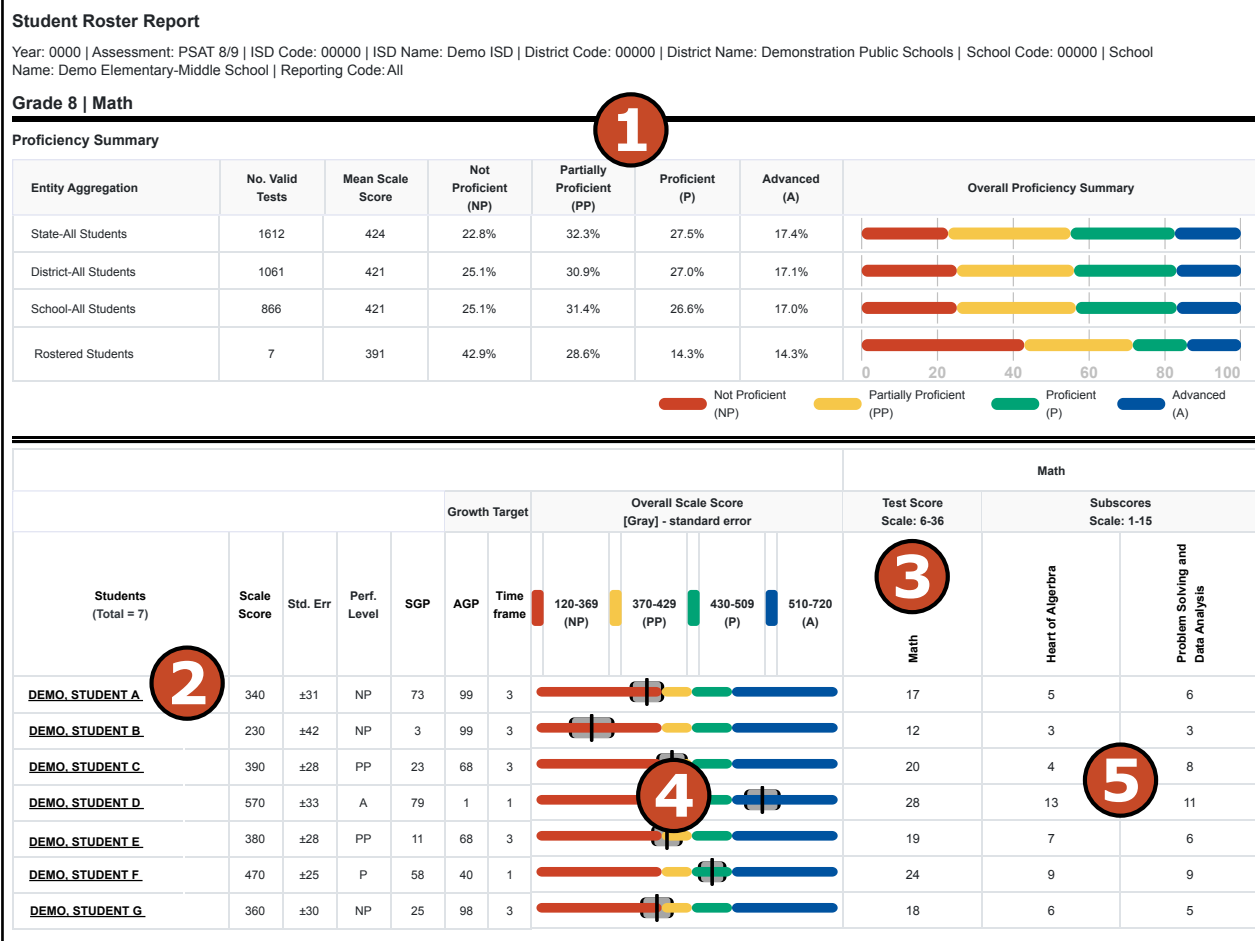 Student Roster Report
Year: 0000 | Assessment: PSAT 8/9 | ISD Code: 00000 | ISD Name: Demo ISD | District Code: 00000 | District Name: Demonstration Public Schools | School Code: 00000 | School
Name: Demo Elementary-Middle School | Reporting Code: All
Grade 8 | Math
1
Proficiency Summary
Entity Aggregation | No. Valid Tests | Mean Scale Score | Not Proficient (NP) | Partially Proficient (PP) | Proficient (P) | Advanced (A) | Overall Proficiency Summary
State-All Students 1612 424 22.8% 32.3% 27.5% 17.4%
District-All Students 1061 421 25.1% 30.9% 27.0% 17.1%
School-All Students 866 421 25.1% 31.4% 26.6% 17.0%
Rostered Students 7 391 42.9% 28.6% 14.3% 14.3%
0 20 40 60 80 100
Not Proficient (NP)
Partially Proficient (PP)
Proficient (P)
Advanced (A)
Math
Growth Target
Overall Scale Score
[Gray] - standard error
Test Score
Scale: 6-36
Subscores
Scale: 1-15
3
Students
(Total = 7)
Scale Score
Std. Err
Perf. Level
SGP
AGP
Time frame
120-369 (NP)
370-429 (PP)
430-509 (P)
510-720 (A)
Math
Heart of Algerbra
Problem Solving and Data Analysis
2
DEMO, STUDENT A 340 ±31 NP 73 99 3 17 5 6
DEMO, STUDENT B 230 ±42 NP 3 99 3 12 3 3
DEMO, STUDENT C 390 ±28 PP 23 68 3 20 4 8
4
5
DEMO, STUDENT D 570 ±33 A 79 1 1 28 13 11
DEMO, STUDENT E 380 ±28 PP 11 68 3 19 7 6
DEMO, STUDENT F 470 ±25 P 58 40 1 24 9 9
DEMO, STUDENT G 360 ±30 NP 25 98 3 18 6 5